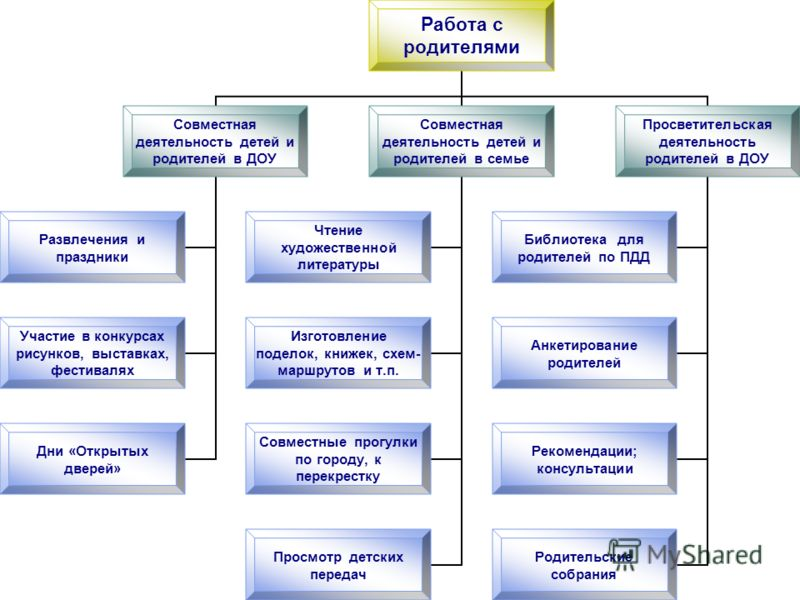 Работа с
родителями
Совместная
деятельность детей и
родителей в ДОУ
Совместная
деятельность детей и
родителей в семье
Просветительская
деятельность
родителей в ДОУ
Развлечения и
праздники
Чтение
художественной
литературы
Библиотека для
родителей по ПДД
Участие в конкурсах
рисунков, выставках,
фестивалях
Изготовление
поделок, книжек, схем-
маршрутов и т.п.
Анкетирование
родителей
Дни «Открытых
дверей»
Совместные прогулки
по городу, к
перекрестку
Рекомендации;
консультации
Просмотр детских
передач
Родительские
собрания
MyShared